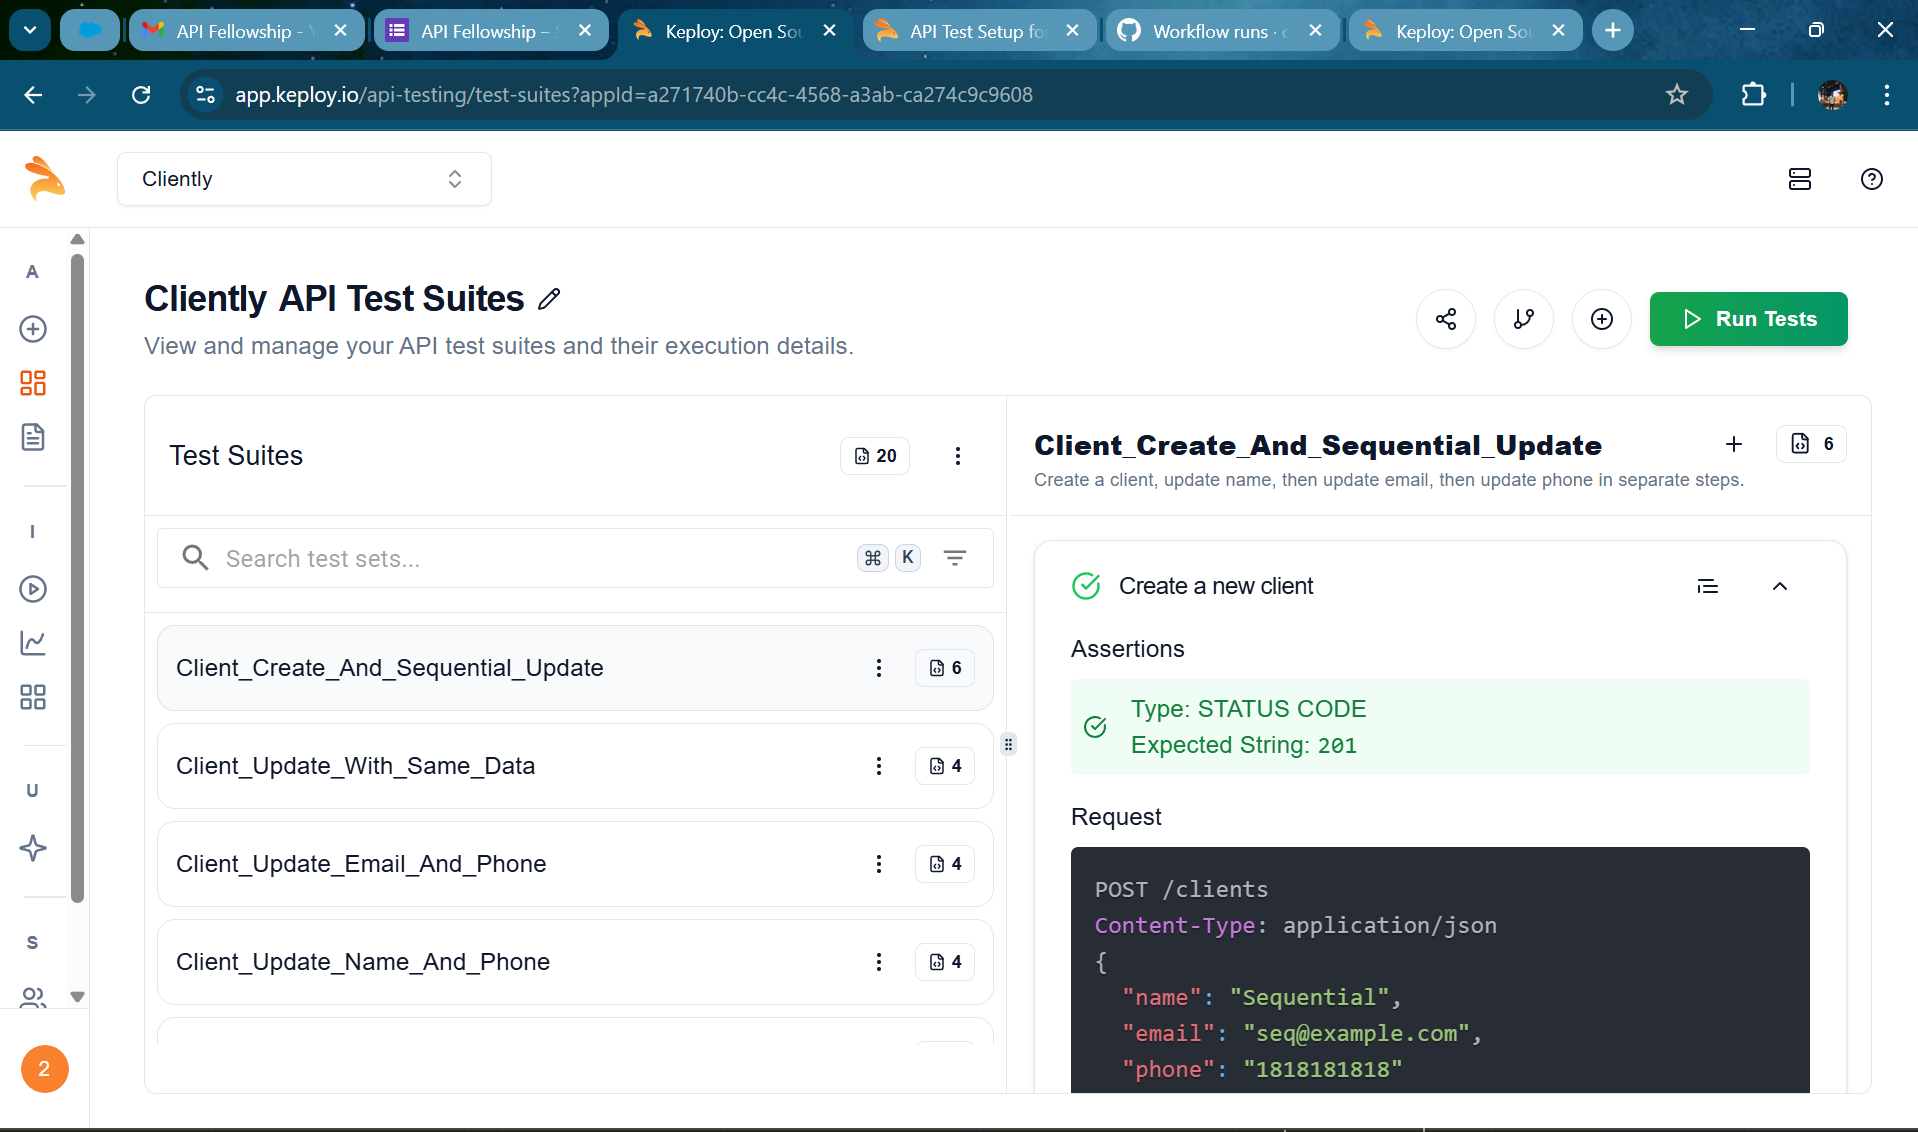 API Fellowship -
API Fellowship –
Keploy: Open Sou
API Test Setup fo
Workflow runs ·
Keploy: Open Sou
app.keploy.io/api-testing/test-suites?appId=a271740b-cc4c-4568-a3ab-ca274c9c9608
Cliently
A
I
U
S
2
Cliently API Test Suites
View and manage your API test suites and their execution details.
Run Tests
Test Suites
20
Search test sets...
⌘ K
Client_Create_And_Sequential_Update
6
Client_Update_With_Same_Data
4
Client_Update_Email_And_Phone
4
Client_Update_Name_And_Phone
4
Client_Create_And_Sequential_Update
6
Create a client, update name, then update email, then update phone in separate steps.
Create a new client
Assertions
Type: STATUS CODE
Expected String: 201
Request
POST /clients
Content-Type: application/json
{
"name": "Sequential",
"email": "seq@example.com",
"phone": "1818181818"